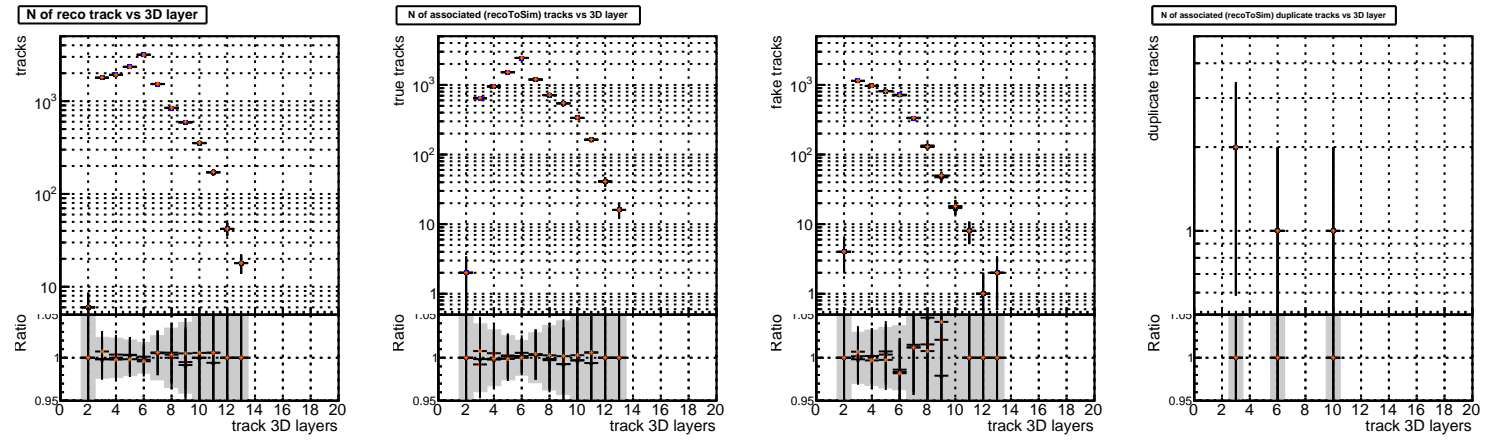 N of reco track vs 3D layer
tracks
10³
10²
10
Ratio
1.05
1
0.95
0 2 4 6 8 10 12 14 16 18 20
track 3D layers
N of associated (recoToSim) tracks vs 3D layer
true tracks
10³
10²
10
1
Ratio
1.05
1
0.95
0 2 4 6 8 10 12 14 16 18 20
track 3D layers
fake tracks
10³
10²
10
1
Ratio
1.05
1
0.95
0 2 4 6 8 10 12 14 16 18 20
track 3D layers
N of associated (recoToSim) duplicate tracks vs 3D layer
duplicate tracks
1
Ratio
1.05
1
0.95
0 2 4 6 8 10 12 14 16 18 20
track 3D layers